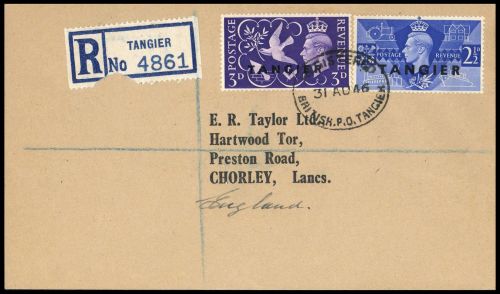 R
TANGIER
No 4861
POSTAGE
REVENUE
3D
3D
TANGIER
POSTAGE
REVENUE
2½D
TANGIER
REGISTERED
31 AU 46
BRITISH.P.O.TANGIER
E. R. Taylor Ltd.
Hartwood Tor,
Preston Road,
CHORLEY, Lancs.
England.